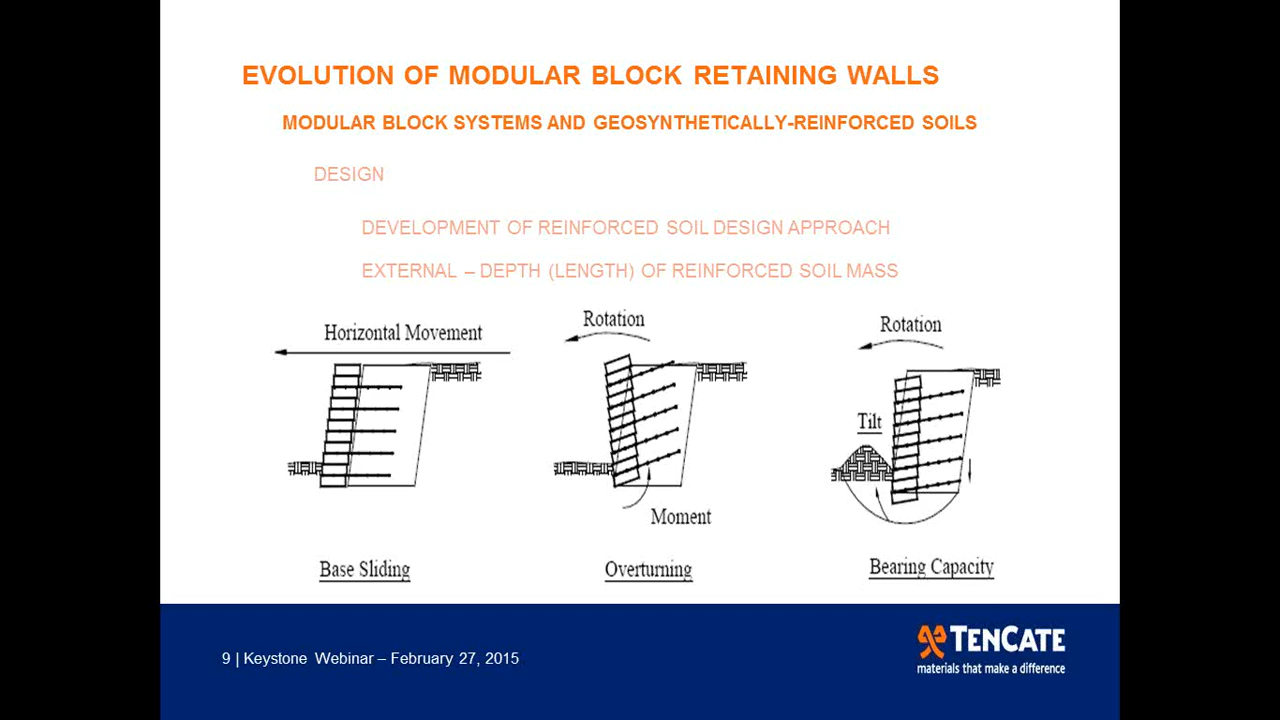 EVOLUTION OF MODULAR BLOCK RETAINING WALLS
MODULAR BLOCK SYSTEMS AND GEOSYNTHETICALLY-REINFORCED SOILS
DESIGN
DEVELOPMENT OF REINFORCED SOIL DESIGN APPROACH
EXTERNAL – DEPTH (LENGTH) OF REINFORCED SOIL MASS
Horizontal Movement
Rotation
Rotation
Tilt
Moment
Base Sliding
Overturning
Bearing Capacity
9 | Keystone Webinar – February 27, 2015
TENCATE
materials that make a difference